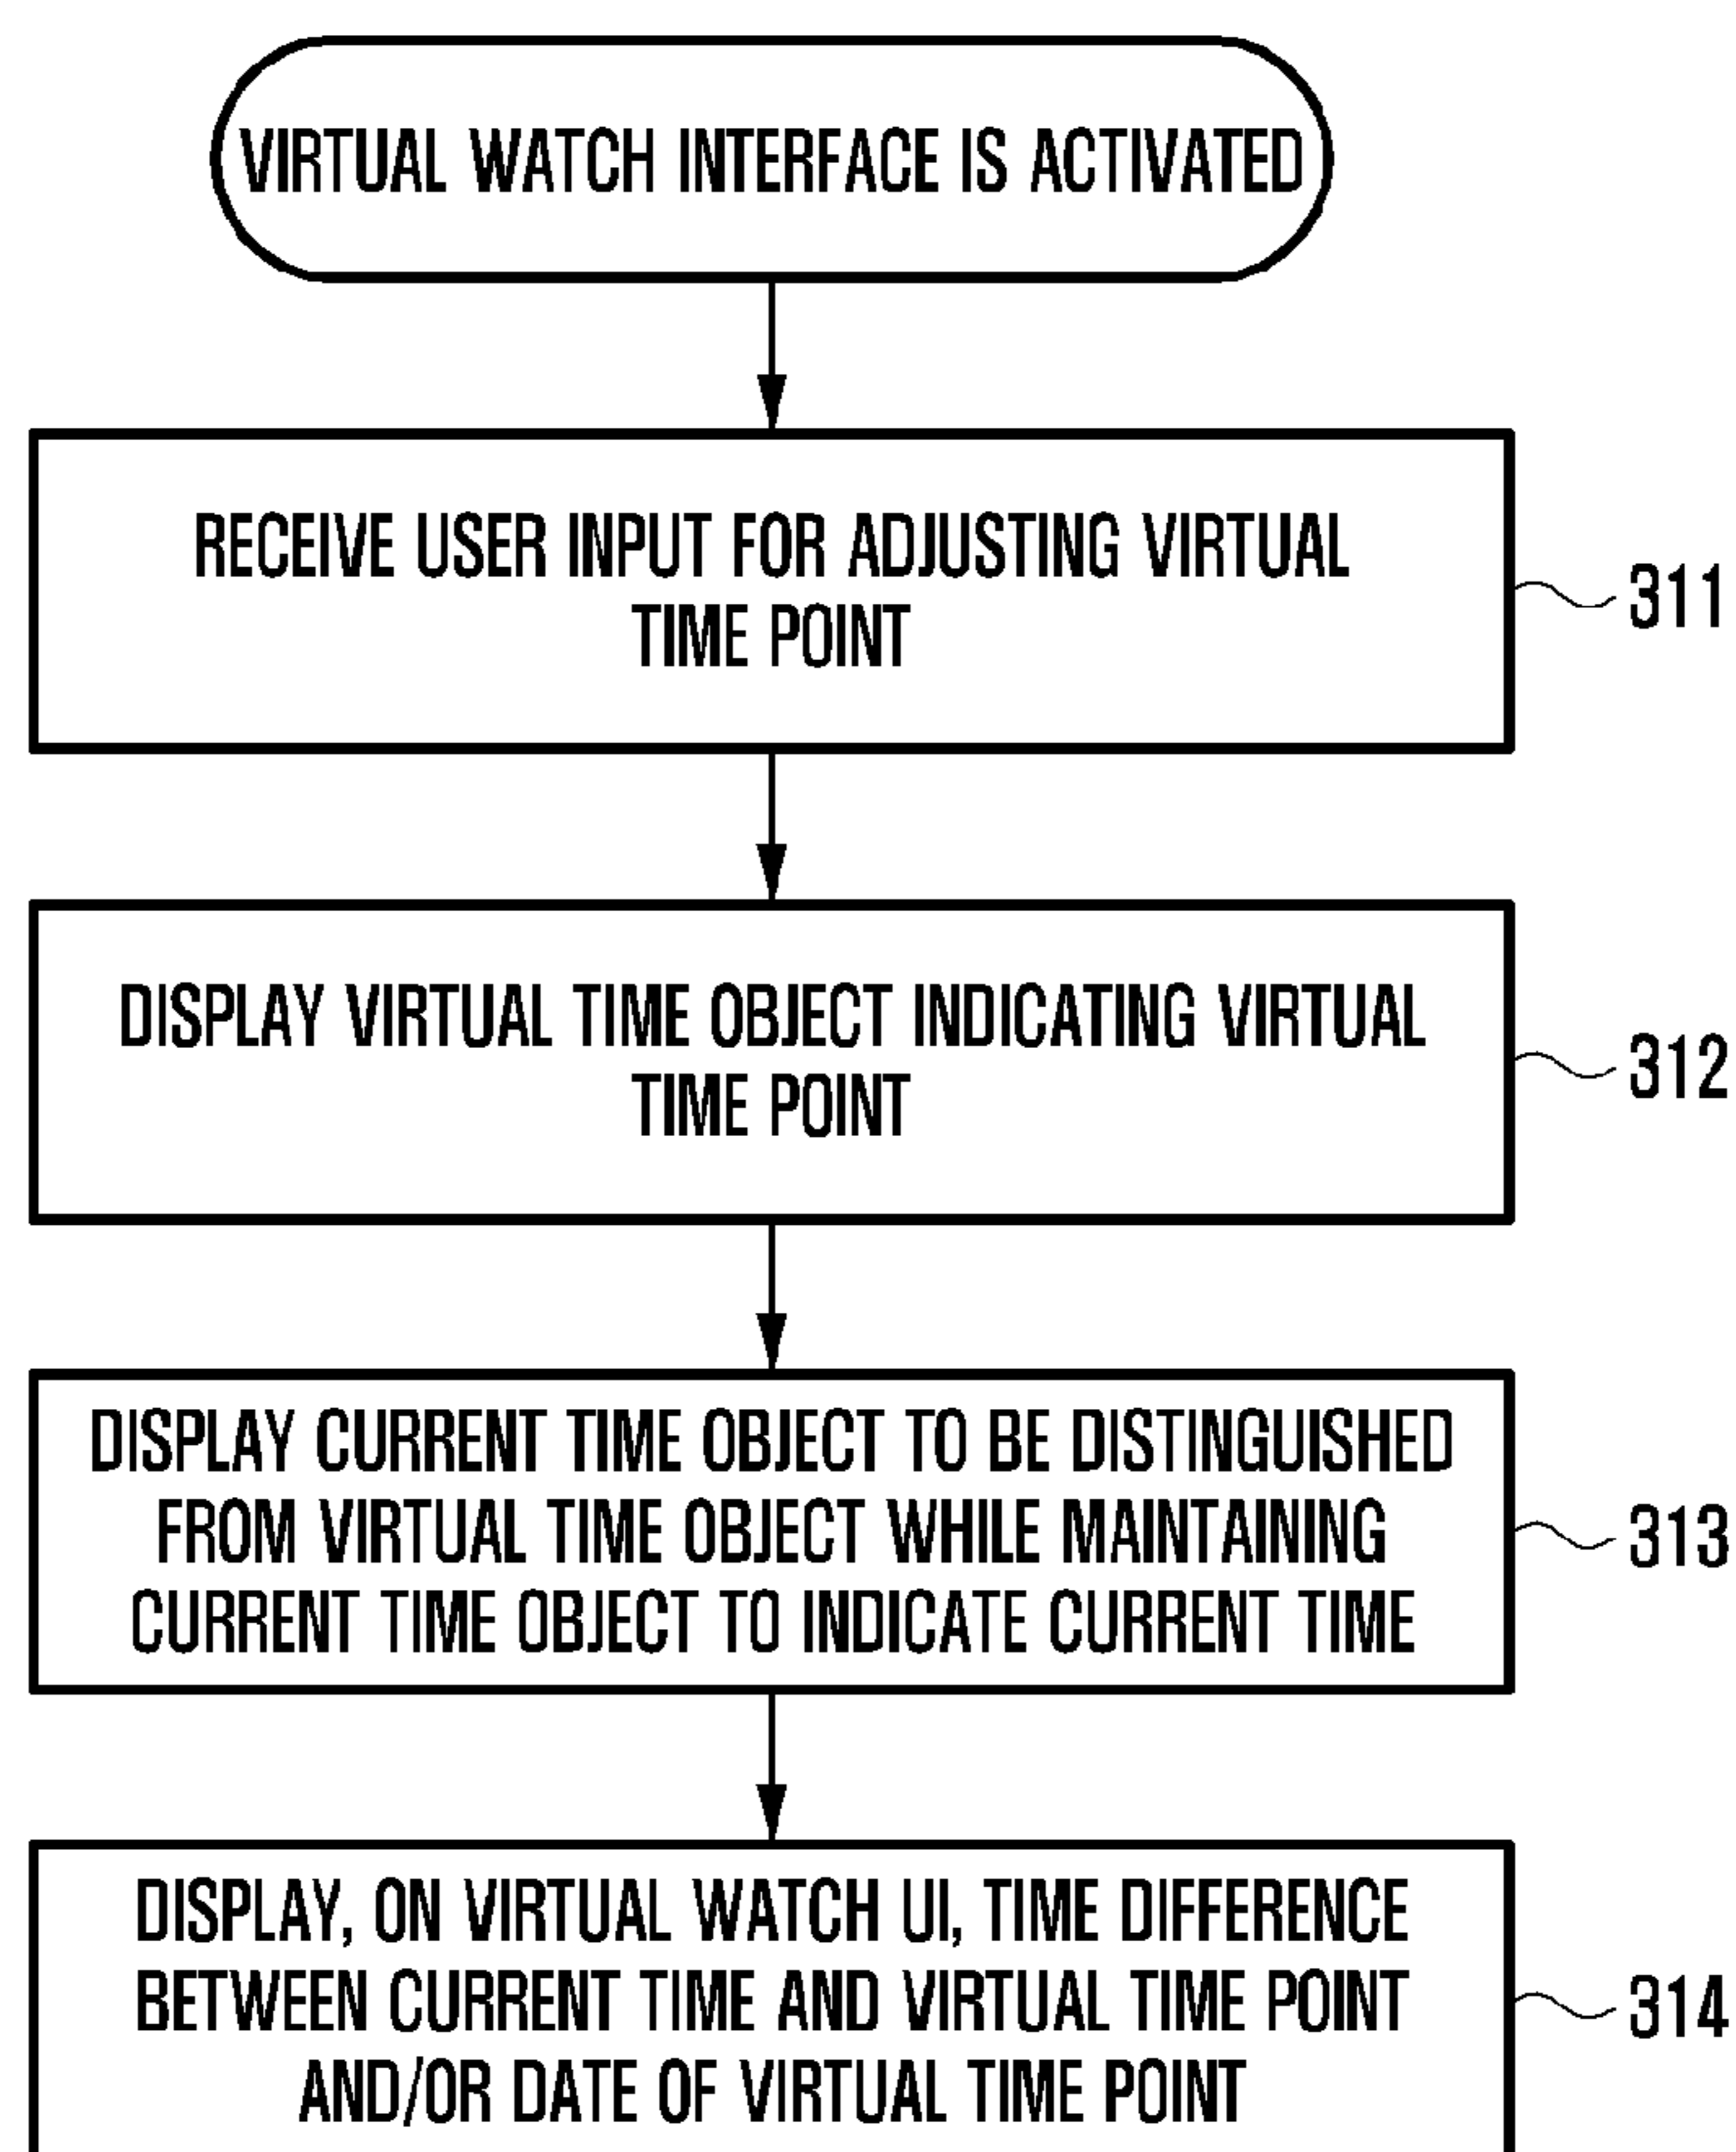 VIRTUAL WATCH INTERFACE IS ACTIVATED
RECEIVE USER INPUT FOR ADJUSTING VIRTUAL
TIME POINT
311
DISPLAY VIRTUAL TIME OBJECT INDICATING VIRTUAL
TIME POINT
312
DISPLAY CURRENT TIME OBJECT TO BE DISTINGUISHED
FROM VIRTUAL TIME OBJECT WHILE MAINTAINING
CURRENT TIME OBJECT TO INDICATE CURRENT TIME
313
DISPLAY, ON VIRTUAL WATCH UI, TIME DIFFERENCE
BETWEEN CURRENT TIME AND VIRTUAL TIME POINT
AND/OR DATE OF VIRTUAL TIME POINT
314